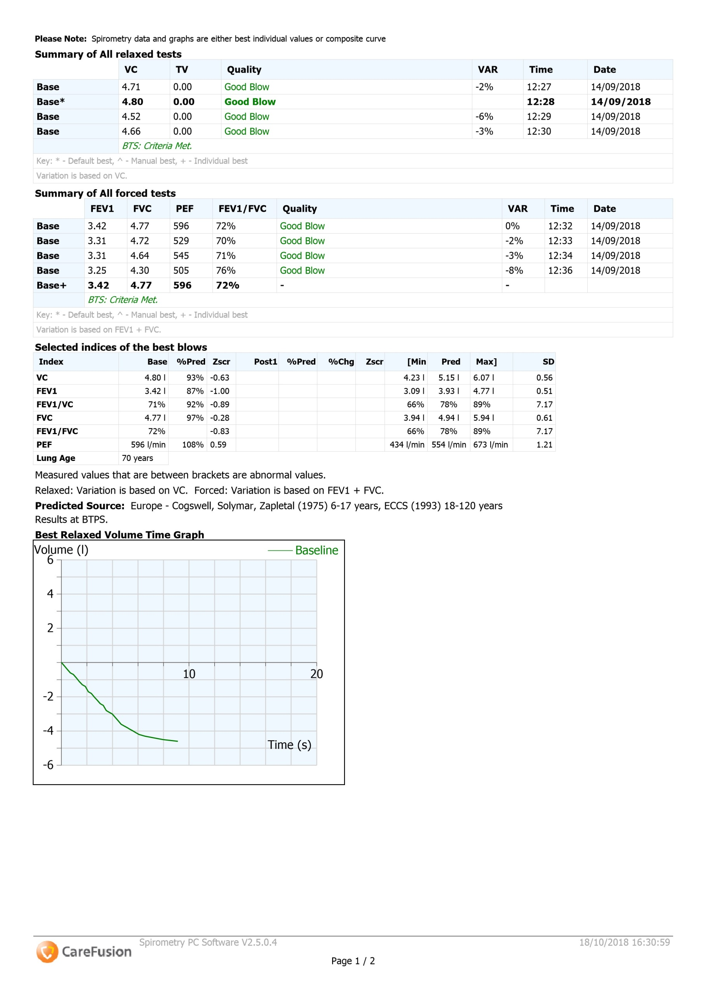 Please Note: Spirometry data and graphs are either best individual values or composite curve
Summary of All relaxed tests
VC TV Quality VAR Time Date
Base 4.71 0.00 Good Blow -2% 12:27 14/09/2018
Base* 4.80 0.00 Good Blow 12:28 14/09/2018
Base 4.52 0.00 Good Blow -6% 12:29 14/09/2018
Base 4.66 0.00 Good Blow -3% 12:30 14/09/2018
BTS: Criteria Met.
Key: * - Default best, ^ - Manual best, + - Individual best
Variation is based on VC.
Summary of All forced tests
FEV1 FVC PEF FEV1/FVC Quality VAR Time Date
Base 3.42 4.77 596 72% Good Blow 0% 12:32 14/09/2018
Base 3.31 4.72 529 70% Good Blow -2% 12:33 14/09/2018
Base 3.31 4.64 545 71% Good Blow -3% 12:34 14/09/2018
Base 3.25 4.30 505 76% Good Blow -8% 12:36 14/09/2018
Base+ 3.42 4.77 596 72% - -
BTS: Criteria Met.
Key: * - Default best, ^ - Manual best, + - Individual best
Variation is based on FEV1 + FVC.
Selected indices of the best blows
Index Base %Pred Zscr Post1 %Pred %Chg Zscr [Min Pred Max] SD
VC 4.80 l 93% -0.63 4.23 l 5.15 l 6.07 l 0.56
FEV1 3.42 l 87% -1.00 3.09 l 3.93 l 4.77 l 0.51
FEV1/VC 71% 92% -0.89 66% 78% 89% 7.17
FVC 4.77 l 97% -0.28 3.94 l 4.94 l 5.94 l 0.61
FEV1/FVC 72% -0.83 66% 78% 89% 7.17
PEF 596 l/min 108% 0.59 434 l/min 554 l/min 673 l/min 1.21
Lung Age 70 years
Measured values that are between brackets are abnormal values.
Relaxed: Variation is based on VC. Forced: Variation is based on FEV1 + FVC.
Predicted Source: Europe - Cogswell, Solymar, Zapletal (1975) 6-17 years, ECCS (1993) 18-120 years
Results at BTPS.
Best Relaxed Volume Time Graph
Volume (l) Baseline
6
4
2
10 20
-2
-4
Time (s)
-6
Spirometry PC Software V2.5.0.4 18/10/2018 16:30:59
CareFusion
Page 1 / 2